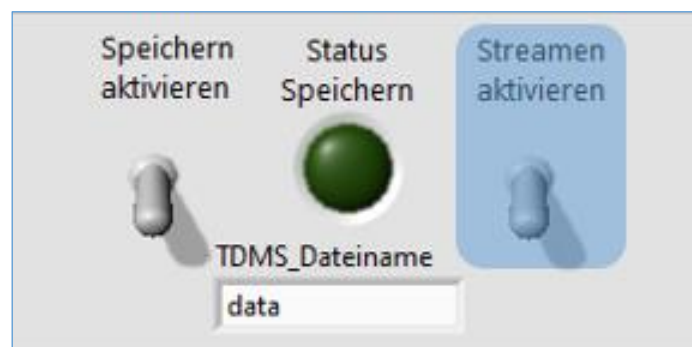 Speichern
aktivieren
Status
Speichern
Streamen
aktivieren
TDMS_Dateiname
data